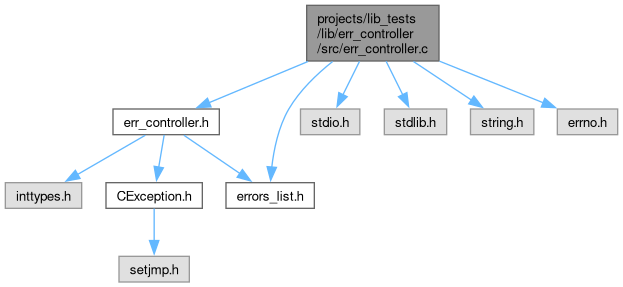 projects/lib_tests
/lib/err_controller
/src/err_controller.c
err_controller.h
stdio.h
stdlib.h
string.h
errno.h
inttypes.h
CException.h
errors_list.h
setjmp.h